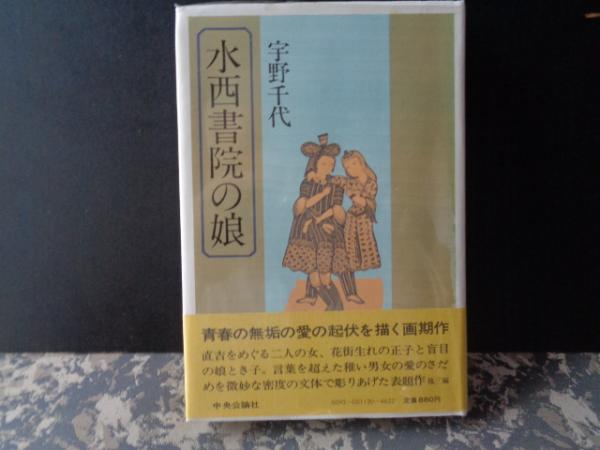 宇野千代
水西書院の娘
青春の無垢の愛の起伏を描く画期作
直吉をめぐる二人の女、花街生れの正子と盲目
の娘とき子。言葉を超えた稚い男女の愛のさだ
めを微妙な密度の文体で彫りあげた表題作他二編
中央公論社
定価880円